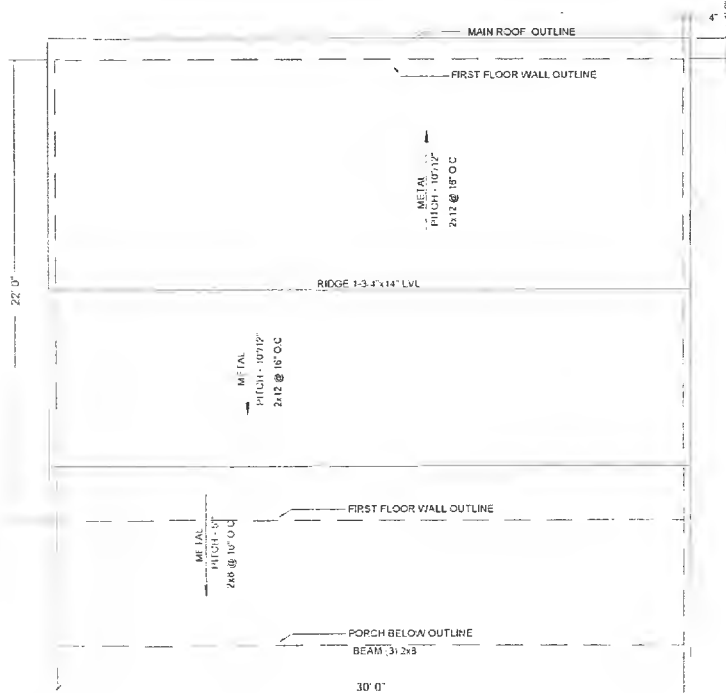 4"
MAIN ROOF OUTLINE
FIRST FLOOR WALL OUTLINE
METAL
PITCH - 10"/12"
2x12 @ 16" O.C
22' 0"
RIDGE 1-3-4"x14" LVL
METAL
PITCH - 10"/12"
2x12 @ 16" O.C
FIRST FLOOR WALL OUTLINE
METAL
PITCH - 5"
2x8 @ 16" O.C
PORCH BELOW OUTLINE
BEAM (3) 2x8
30' 0"